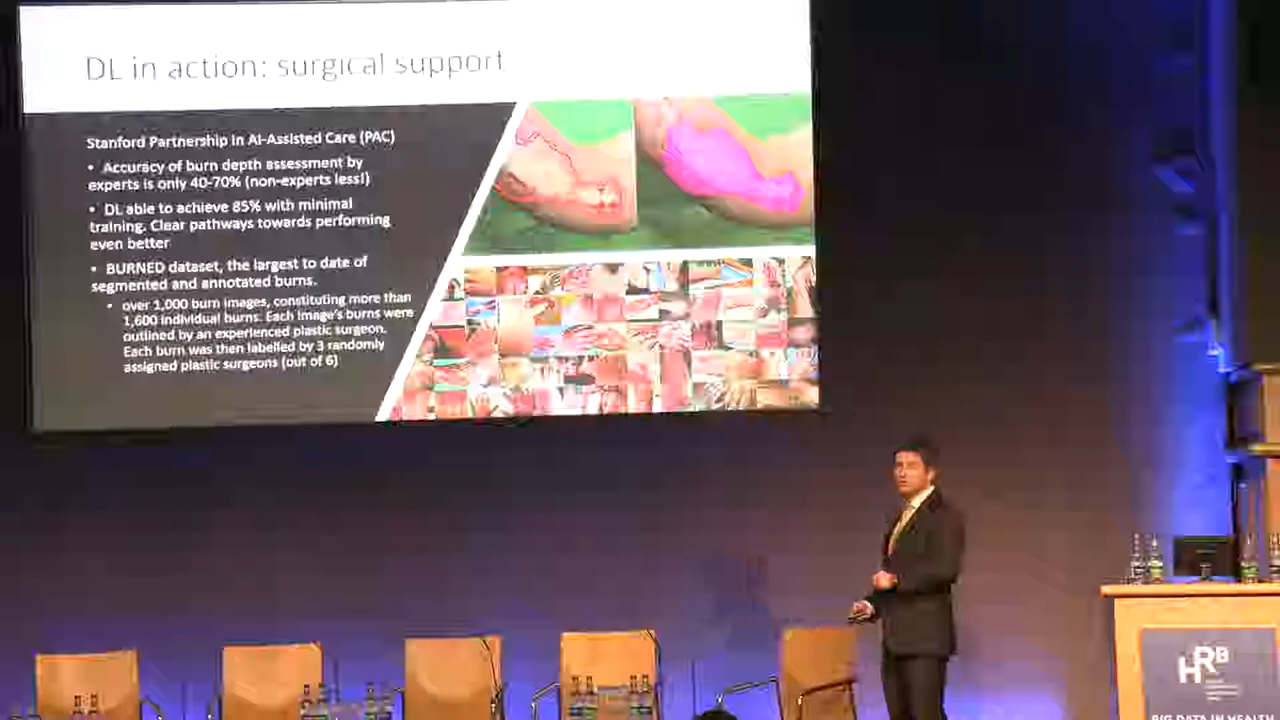 DL in action: surgical support
Stanford Partnership in AI-Assisted Care (PAC)
• Accuracy of burn depth assessment by
experts is only 40-70% (non-experts less!)
• DL able to achieve 85% with minimal
training. Clear pathways towards performing
even better
• BURNED dataset, the largest to date of
segmented and annotated burns.
• over 1,000 burn images, constituting more than
1,600 individual burns. Each image's burns were
outlined by an experienced plastic surgeon.
Each burn was then labelled by 3 randomly
assigned plastic surgeons (out of 6)
HRB
BIG DATA IN HEALTH